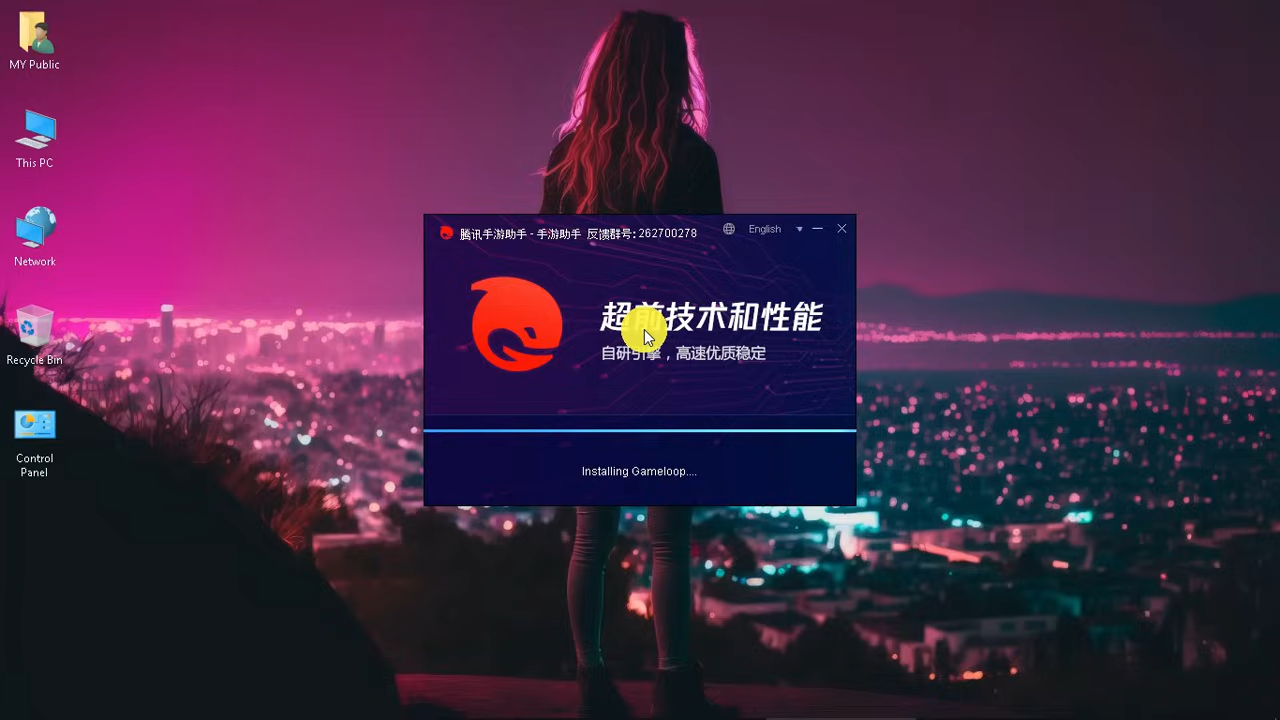 MY Public
This PC
Network
Recycle Bin
Control
Panel
腾讯手游助手 - 手游助手 反馈群号:262700278
English
超前技术和性能
自研引擎，高速优质稳定
Installing Gameloop....